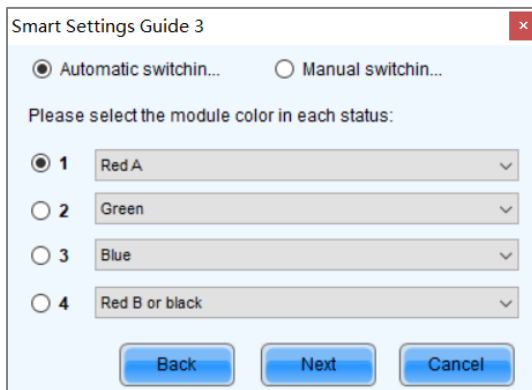 Smart Settings Guide 3
Automatic switchin... Manual switchin...
Please select the module color in each status:
1 Red A
2 Green
3 Blue
4 Red B or black
Back Next Cancel